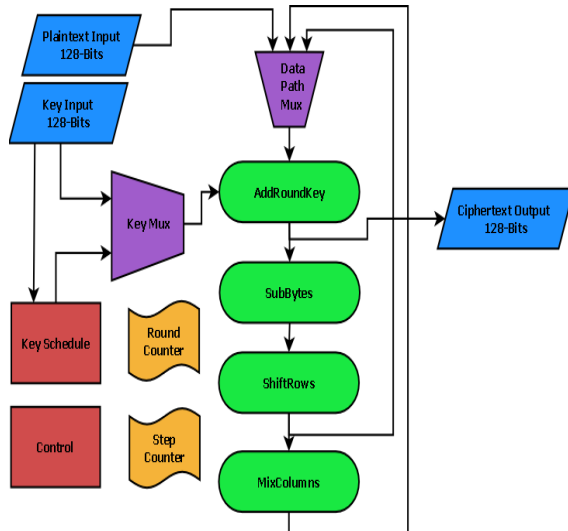 Plaintext Input
128-Bits
Data
Path
Mux
Key Input
128-Bits
AddRoundKey
Key Mux
Ciphertext Output
128-Bits
SubBytes
Key Schedule
Round
Counter
ShiftRows
Control
Step
Counter
MixColumns